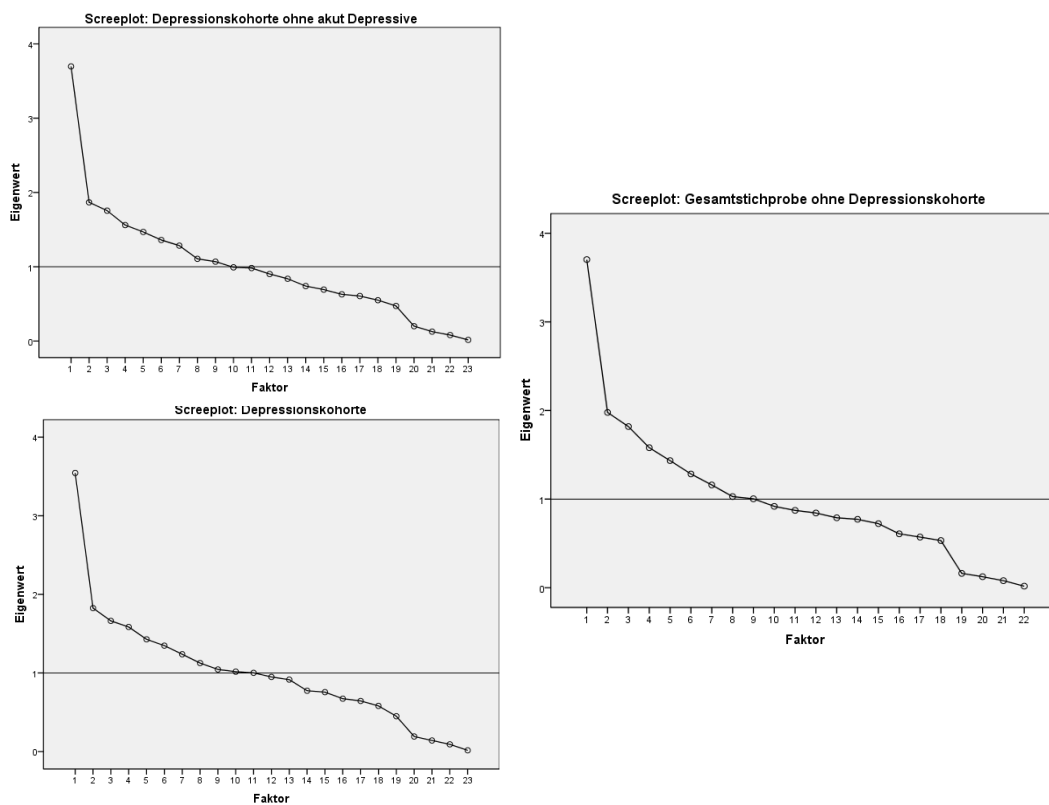 Screeplot: Depressionskohorte ohne akut Depressive
Eigenwert
4
3
2
1
0
1 2 3 4 5 6 7 8 9 10 11 12 13 14 15 16 17 18 19 20 21 22 23
Faktor
Screeplot: Depressionskohorte
Eigenwert
4
3
2
1
0
1 2 3 4 5 6 7 8 9 10 11 12 13 14 15 16 17 18 19 20 21 22 23
Faktor
Screeplot: Gesamtstichprobe ohne Depressionskohorte
Eigenwert
4
3
2
1
0
1 2 3 4 5 6 7 8 9 10 11 12 13 14 15 16 17 18 19 20 21 22
Faktor